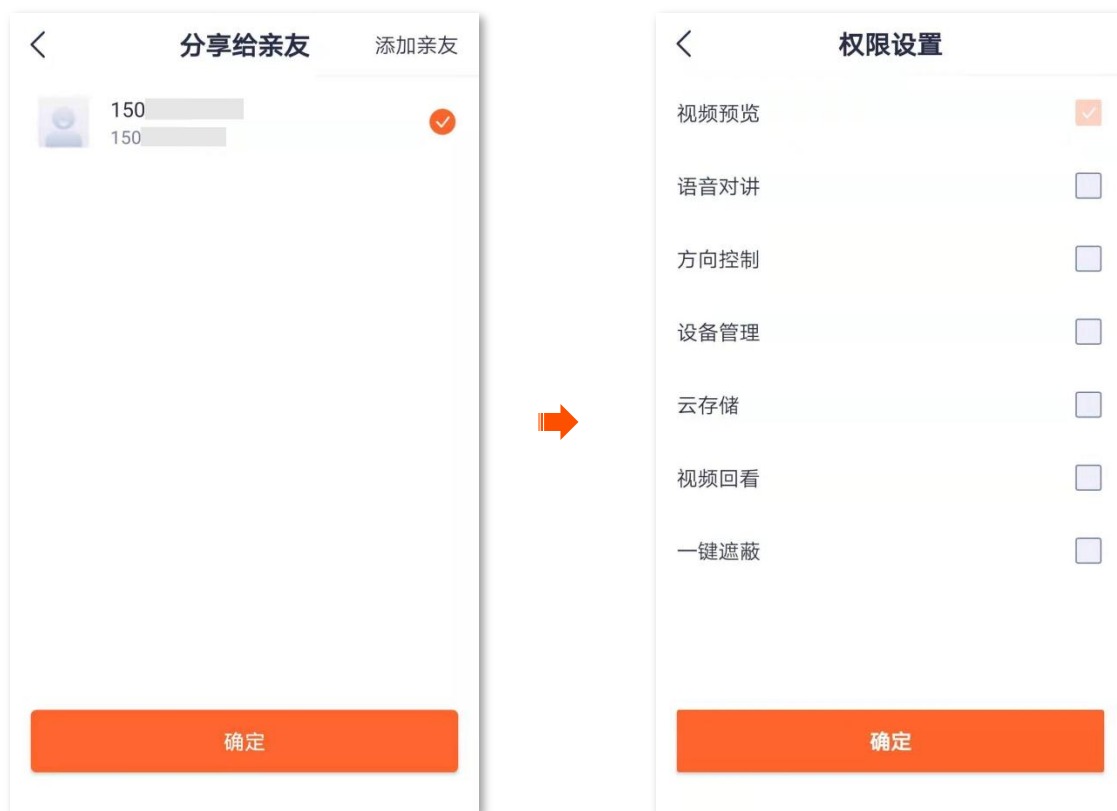 分享给亲友
添加亲友
150
150
确定
权限设置
视频预览
语音对讲
方向控制
设备管理
云存储
视频回看
一键遮蔽
确定